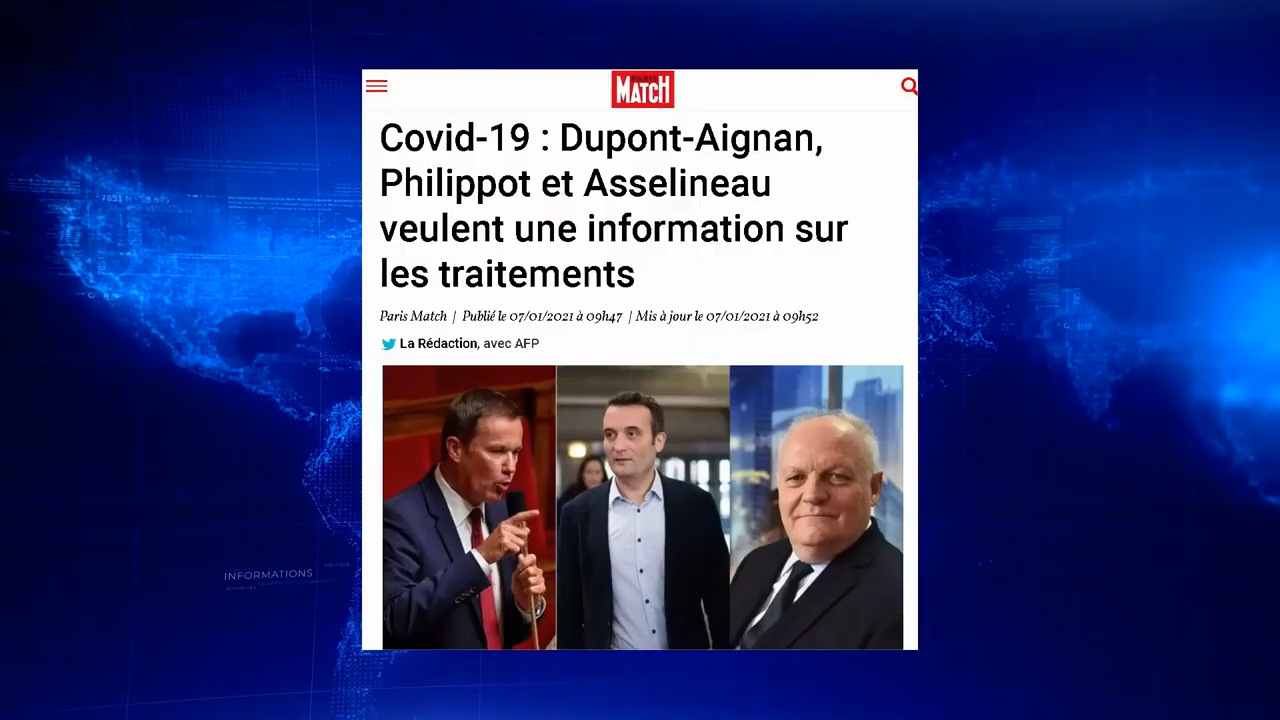 PARIS
MATCH
Covid-19 : Dupont-Aignan,
Philippot et Asselineau
veulent une information sur
les traitements
Paris Match | Publié le 07/01/2021 à 09h47 | Mis à jour le 07/01/2021 à 09h52
La Rédaction, avec AFP
INFORMATIONS